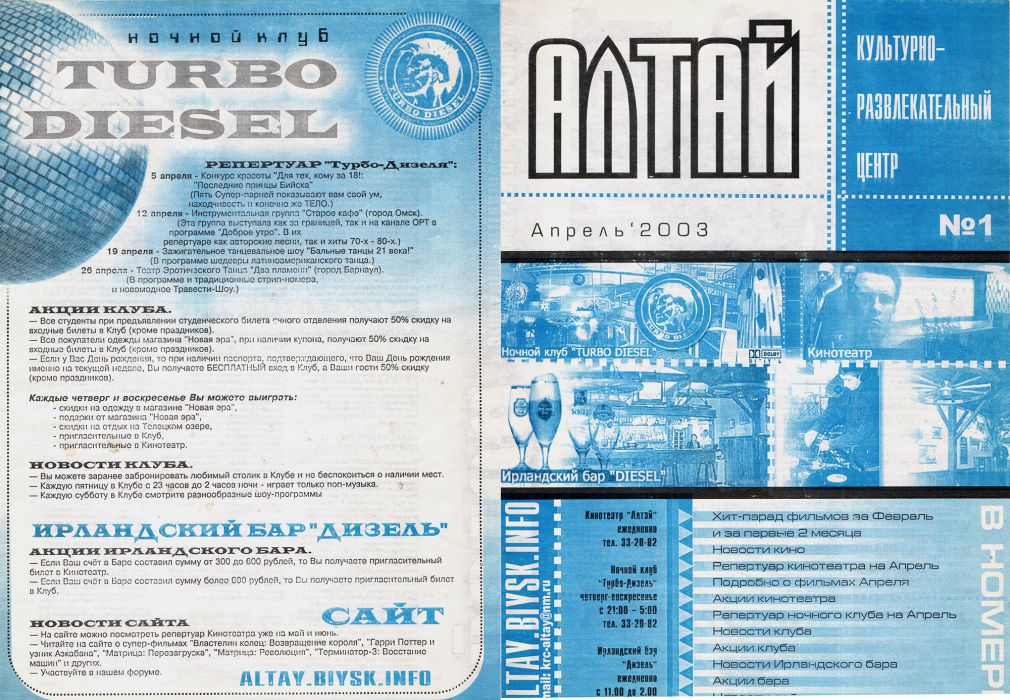 НОЧНОЙ КЛУБ
TURBO
DIESEL
TURBO DIESEL
РЕПЕРТУАР "Турбо-Дизеля":
5 апреля - Конкурс красоты "Для тех, кому за 18!:
"Последние принцы Бийска"
(Пять Супер-парней показывают вам свой ум,
находчивость и конечно же ТЕЛО.)
12 апреля - Инструментальная группа "Старое кафе" (город Омск).
(Эта группа выступала как за границей, так и на канале ОРТ в
программе "Доброе утро". В их
репертуаре как авторские песни, так и хиты 70-х - 80-х.)
19 апреля - Зажигательное танцевальное шоу "Бальные танцы 21 века!"
(В программе шедевры латиноамериканского танца.)
26 апреля - Театр Эротического Танца "Два пламени" (город Барнаул).
(В программе и традиционные стрип-номера,
и новомодное Травести-Шоу.)
АКЦИИ КЛУБА.
— Все студенты при предъявлении студенческого билета очного отделения получают 50% скидку на
входные билеты в Клуб (кроме праздников).
— Все покупатели одежды магазина "Новая эра", при наличии купона, получают 50% скидку на
входные билеты в Клуб (кроме праздников).
— Если у Вас День рождения, то при наличии паспорта, подтверждающего, что Ваш День рождения
именно на текущей неделе, Вы получаете БЕСПЛАТНЫЙ вход в Клуб, а Ваши гости 50% скидку
(кроме праздников).
Каждые четверг и воскресенье Вы можете выиграть:
- скидки на одежду в магазине "Новая эра",
- подарки от магазина "Новая эра",
- скидки на отдых на Телецком озере,
- пригласительные в Клуб,
- пригласительные в Кинотеатр.
НОВОСТИ КЛУБА.
— Вы можете заранее забронировать любимый столик в Клубе и не беспокоиться о наличии мест.
— Каждую пятницу в Клубе с 23 часов до 2 часов ночи - играет только поп-музыка.
— Каждую субботу в Клубе смотрите разнообразные шоу-программы
ИРЛАНДСКИЙ БАР "ДИЗЕЛЬ"
АКЦИИ ИРЛАНДСКОГО БАРА.
— Если Ваш счёт в Баре составил сумму от 300 до 600 рублей, то Вы получаете пригласительный
билет в Кинотеатр.
— Если Ваш счёт в Баре составил сумму более 600 рублей, то Вы получаете пригласительный билет
в Клуб.
САЙТ
НОВОСТИ САЙТА
— На сайте можно посмотреть репертуар Кинотеатра уже на май и июнь.
— Читайте на сайте о супер-фильмах "Властелин колец: Возвращение короля", "Гарри Поттер и
узник Азкабана", "Матрица: Перезагрузка", "Матрица: Революция", "Терминатор-3: Восстание
машин" и других.
— Участвуйте в нашем форуме.
ALTAY.BIYSK.INFO
АЛТАЙ
КУЛЬТУРНО-
РАЗВЛЕКАТЕЛЬНЫЙ
ЦЕНТР
Апрель'2003
№1
Ночной клуб "TURBO DIESEL"
DOLBY
DIGITAL
Кинотеатр
Ирландский бар "DIESEL"
ALTAY.BIYSK.INFO
mail: krc-altay@nm.ru
Кинотеатр "Алтай"
ежедневно
тел. 33-20-82
Ночной клуб
"Турбо-Дизель"
четверг-воскресенье
с 21:00 – 5:00
тел. 33-20-82
Ирландский бар
"Дизель"
ежедневно
с 11.00 до 2.00
В НОМЕРЕ
Хит-парад фильмов за Февраль
и за первые 2 месяца
Новости кино
Репертуар кинотеатра на Апрель
Подробно о фильмах Апреля
Акции кинотеатра
Репертуар ночного клуба на Апрель
Новости клуба
Акции клуба
Новости Ирландского бара
Акции бара